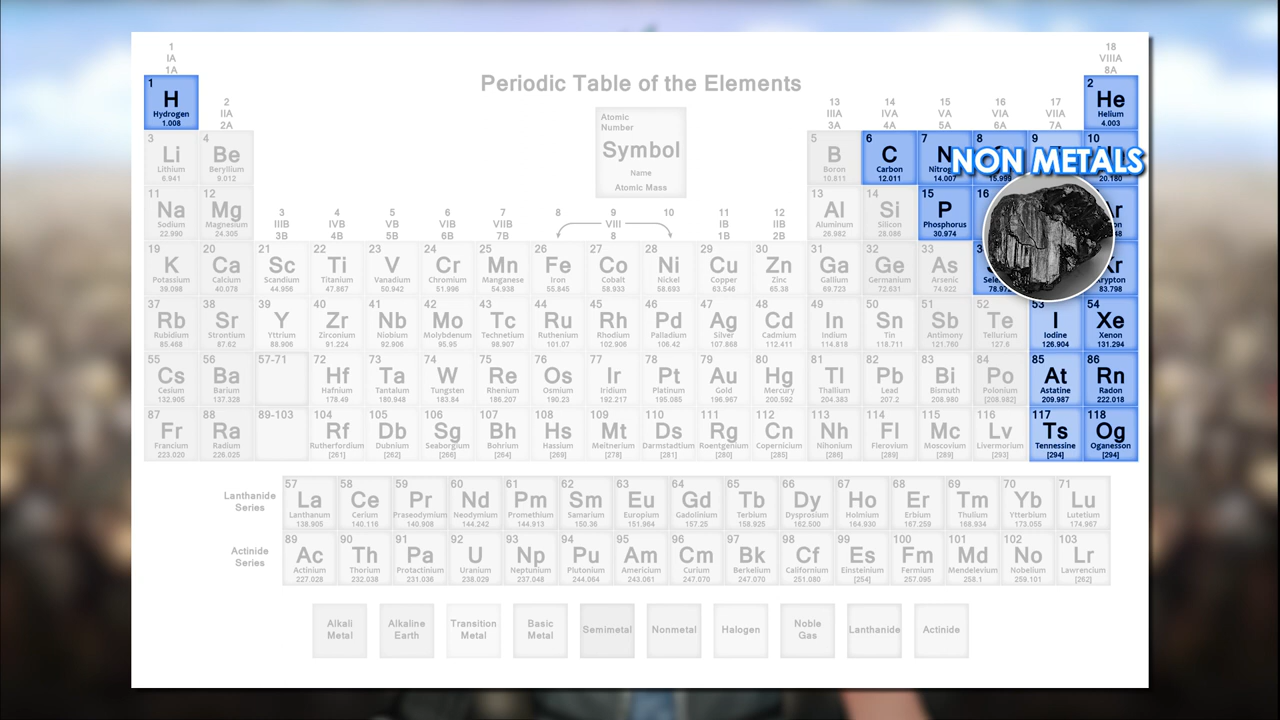 1
IA
1A
18
VIIIA
8A
Periodic Table of the Elements
1
H
Hydrogen
1.008
2
IIA
2A
13
IIIA
3A
14
IVA
4A
15
VA
5A
16
VIA
6A
17
VIIA
7A
2
He
Helium
4.003
Atomic
Number
Symbol
Name
Atomic Mass
3
Li
Lithium
6.941
4
Be
Beryllium
9.012
5
B
Boron
10.811
6
C
Carbon
12.011
7
N
14.007
8
15.999
9
10
20.180
NON METALS
11
Na
Sodium
22.990
12
Mg
Magnesium
24.305
3
IIIB
3B
4
IVB
4B
5
VB
5B
6
VIB
6B
7
VIIB
7B
8
9
10
VIII
8
11
IB
1B
12
IIB
2B
13
Al
Aluminum
26.982
14
Si
Silicon
28.086
15
P
Phosphorus
30.974
16
19
K
Potassium
39.098
20
Ca
Calcium
40.078
21
Sc
Scandium
44.956
22
Ti
Titanium
47.867
23
V
Vanadium
50.942
24
Cr
Chromium
51.996
25
Mn
Manganese
54.938
26
Fe
Iron
55.845
27
Co
Cobalt
58.933
28
Ni
Nickel
58.693
29
Cu
Copper
63.546
30
Zn
Zinc
65.38
31
Ga
Gallium
69.723
32
Ge
Germanium
72.631
33
As
Arsenic
74.922
83.798
37
Rb
Rubidium
85.468
38
Sr
Strontium
87.62
39
Y
Yttrium
88.906
40
Zr
Zirconium
91.224
41
Nb
Niobium
92.906
42
Mo
Molybdenum
95.95
43
Tc
Technetium
98.907
44
Ru
Ruthenium
101.07
45
Rh
Rhodium
102.906
46
Pd
Palladium
106.42
47
Ag
Silver
107.868
48
Cd
Cadmium
112.411
49
In
Indium
114.818
50
Sn
Tin
118.711
51
Sb
Antimony
121.760
52
Te
Tellurium
127.6
53
I
Iodine
126.904
54
Xe
Xenon
131.294
55
Cs
Cesium
132.905
56
Ba
Barium
137.328
57-71
72
Hf
Hafnium
178.49
73
Ta
Tantalum
180.948
74
W
Tungsten
183.84
75
Re
Rhenium
186.207
76
Os
Osmium
190.23
77
Ir
Iridium
192.217
78
Pt
Platinum
195.085
79
Au
Gold
196.967
80
Hg
Mercury
200.592
81
Tl
Thallium
204.383
82
Pb
Lead
207.2
83
Bi
Bismuth
208.980
84
Po
Polonium
[208.982]
85
At
Astatine
209.987
86
Rn
Radon
222.018
87
Fr
Francium
223.020
88
Ra
Radium
226.025
89-103
104
Rf
Rutherfordium
[261]
105
Db
Dubnium
[262]
106
Sg
Seaborgium
[266]
107
Bh
Bohrium
[264]
108
Hs
Hassium
[269]
109
Mt
Meitnerium
[278]
110
Ds
Darmstadtium
[281]
111
Rg
Roentgenium
[280]
112
Cn
Copernicium
[285]
113
Nh
Nihonium
[286]
114
Fl
Flerovium
[289]
115
Mc
Moscovium
[289]
116
Lv
Livermorium
[293]
117
Ts
Tennessine
[294]
118
Og
Oganesson
[294]
Lanthanide
Series
57
La
Lanthanum
138.905
58
Ce
Cerium
140.116
59
Pr
Praseodymium
140.908
60
Nd
Neodymium
144.242
61
Pm
Promethium
144.913
62
Sm
Samarium
150.36
63
Eu
Europium
151.964
64
Gd
Gadolinium
157.25
65
Tb
Terbium
158.925
66
Dy
Dysprosium
162.500
67
Ho
Holmium
164.930
68
Er
Erbium
167.259
69
Tm
Thulium
168.934
70
Yb
Ytterbium
173.055
71
Lu
Lutetium
174.967
Actinide
Series
89
Ac
Actinium
227.028
90
Th
Thorium
232.038
91
Pa
Protactinium
231.036
92
U
Uranium
238.029
93
Np
Neptunium
237.048
94
Pu
Plutonium
244.064
95
Am
Americium
243.061
96
Cm
Curium
247.070
97
Bk
Berkelium
247.070
98
Cf
Californium
251.080
99
Es
Einsteinium
[254]
100
Fm
Fermium
257.095
101
Md
Mendelevium
258.1
102
No
Nobelium
259.101
103
Lr
Lawrencium
[262]
Alkali
Metal
Alkaline
Earth
Transition
Metal
Basic
Metal
Semimetal
Nonmetal
Halogen
Noble
Gas
Lanthanide
Actinide